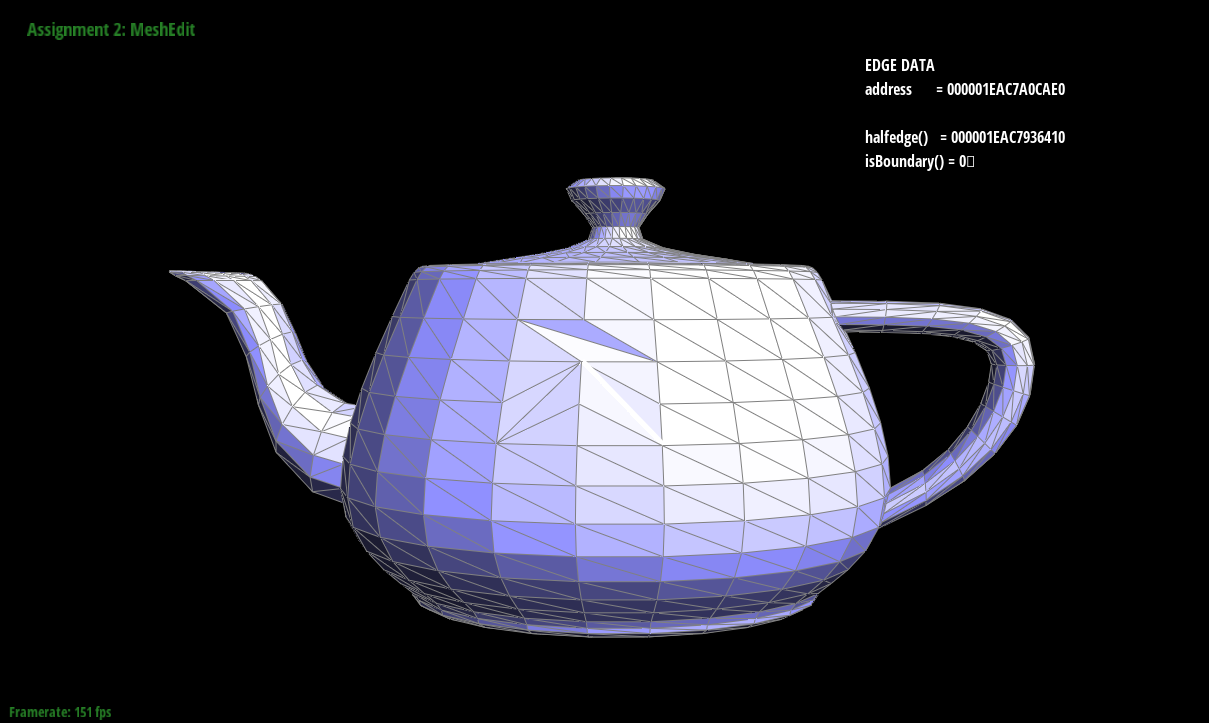 Assignment 2: MeshEdit
EDGE DATA
address = 000001EAC7A0CAE0
halfedge() = 000001EAC7936410
isBoundary() = 0
Framerate: 151 fps